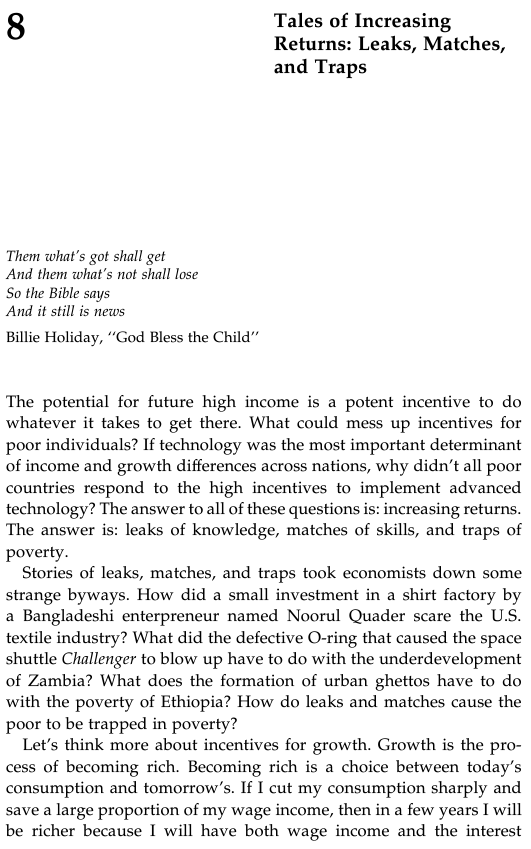 8
Tales of Increasing
Returns: Leaks, Matches,
and Traps
Them what's got shall get
And them what's not shall lose
So the Bible says
And it still is news
Billie Holiday, ‘‘God Bless the Child’’
The potential for future high income is a potent incentive to do
whatever it takes to get there. What could mess up incentives for
poor individuals? If technology was the most important determinant
of income and growth differences across nations, why didn't all poor
countries respond to the high incentives to implement advanced
technology? The answer to all of these questions is: increasing returns.
The answer is: leaks of knowledge, matches of skills, and traps of
poverty.
Stories of leaks, matches, and traps took economists down some
strange byways. How did a small investment in a shirt factory by
a Bangladeshi enterpreneur named Noorul Quader scare the U.S.
textile industry? What did the defective O-ring that caused the space
shuttle Challenger to blow up have to do with the underdevelopment
of Zambia? What does the formation of urban ghettos have to do
with the poverty of Ethiopia? How do leaks and matches cause the
poor to be trapped in poverty?
Let's think more about incentives for growth. Growth is the pro-
cess of becoming rich. Becoming rich is a choice between today's
consumption and tomorrow's. If I cut my consumption sharply and
save a large proportion of my wage income, then in a few years I will
be richer because I will have both wage income and the interest